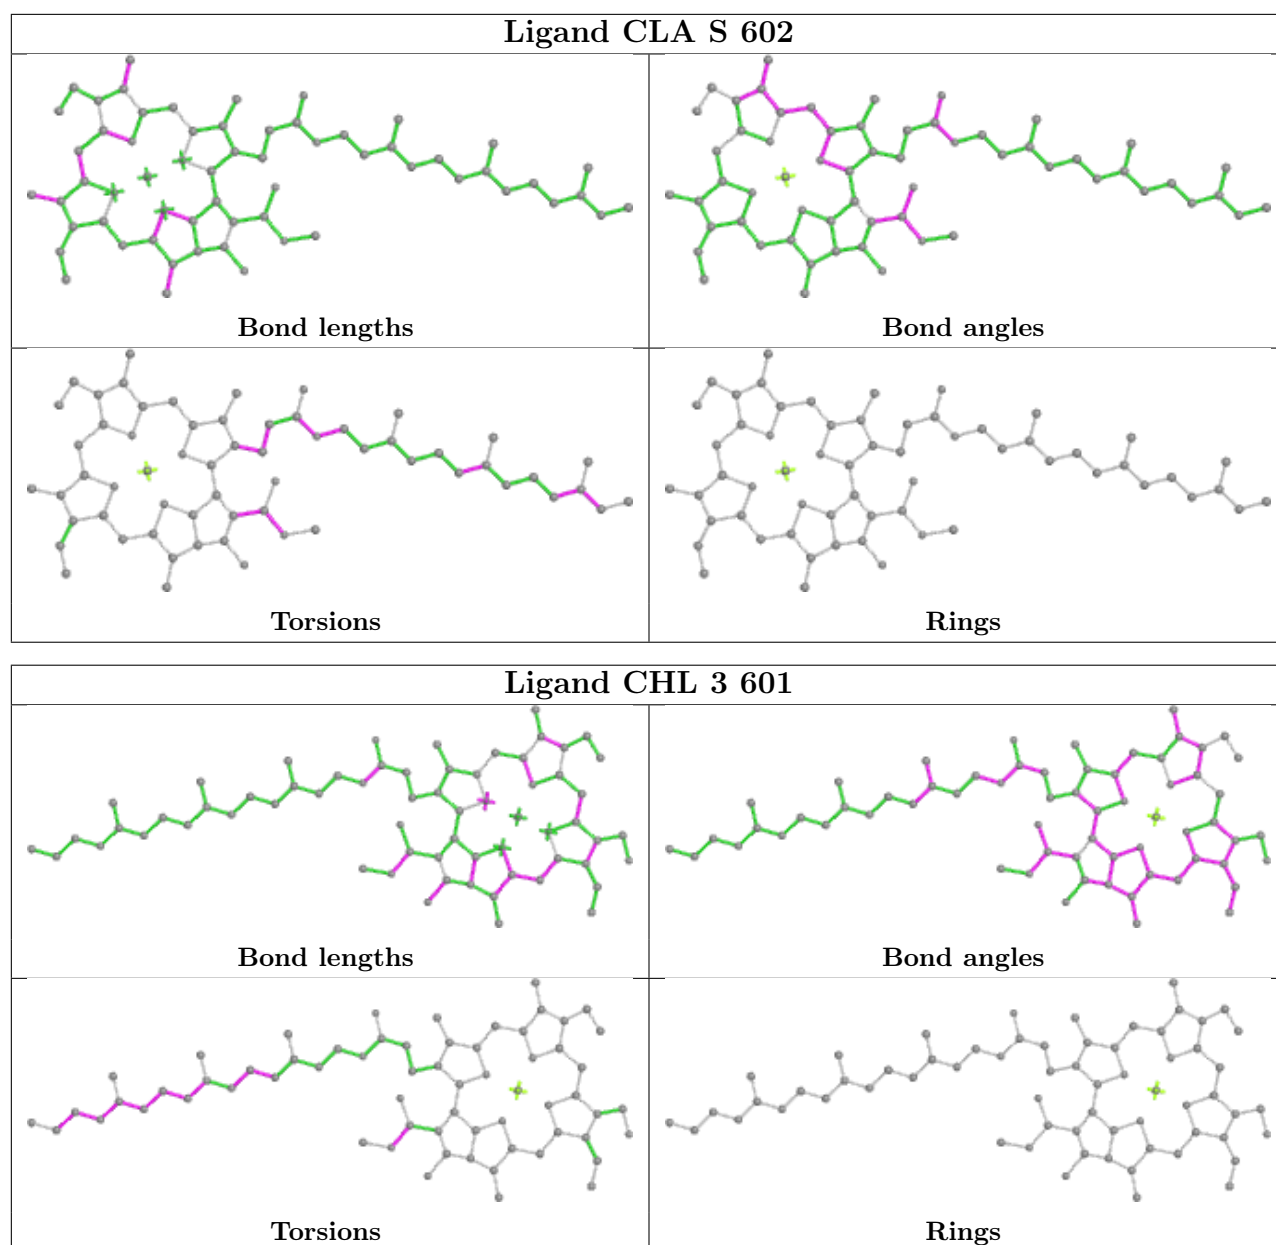 Ligand CLA S 602
Bond lengths
Bond angles
Torsions
Rings
Ligand CHL 3 601
Bond lengths
Bond angles
Torsions
Rings